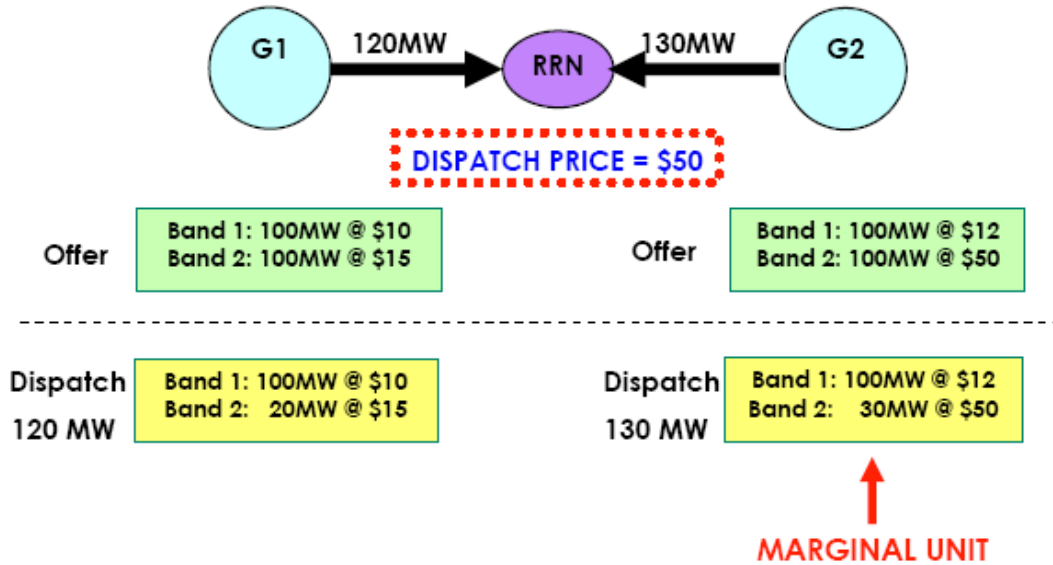 G1
120MW
RRN
130MW
G2
DISPATCH PRICE = $50
Offer
Band 1: 100MW @ $10
Band 2: 100MW @ $15
Offer
Band 1: 100MW @ $12
Band 2: 100MW @ $50
Dispatch
120 MW
Band 1: 100MW @ $10
Band 2: 20MW @ $15
Dispatch
130 MW
Band 1: 100MW @ $12
Band 2: 30MW @ $50
MARGINAL UNIT